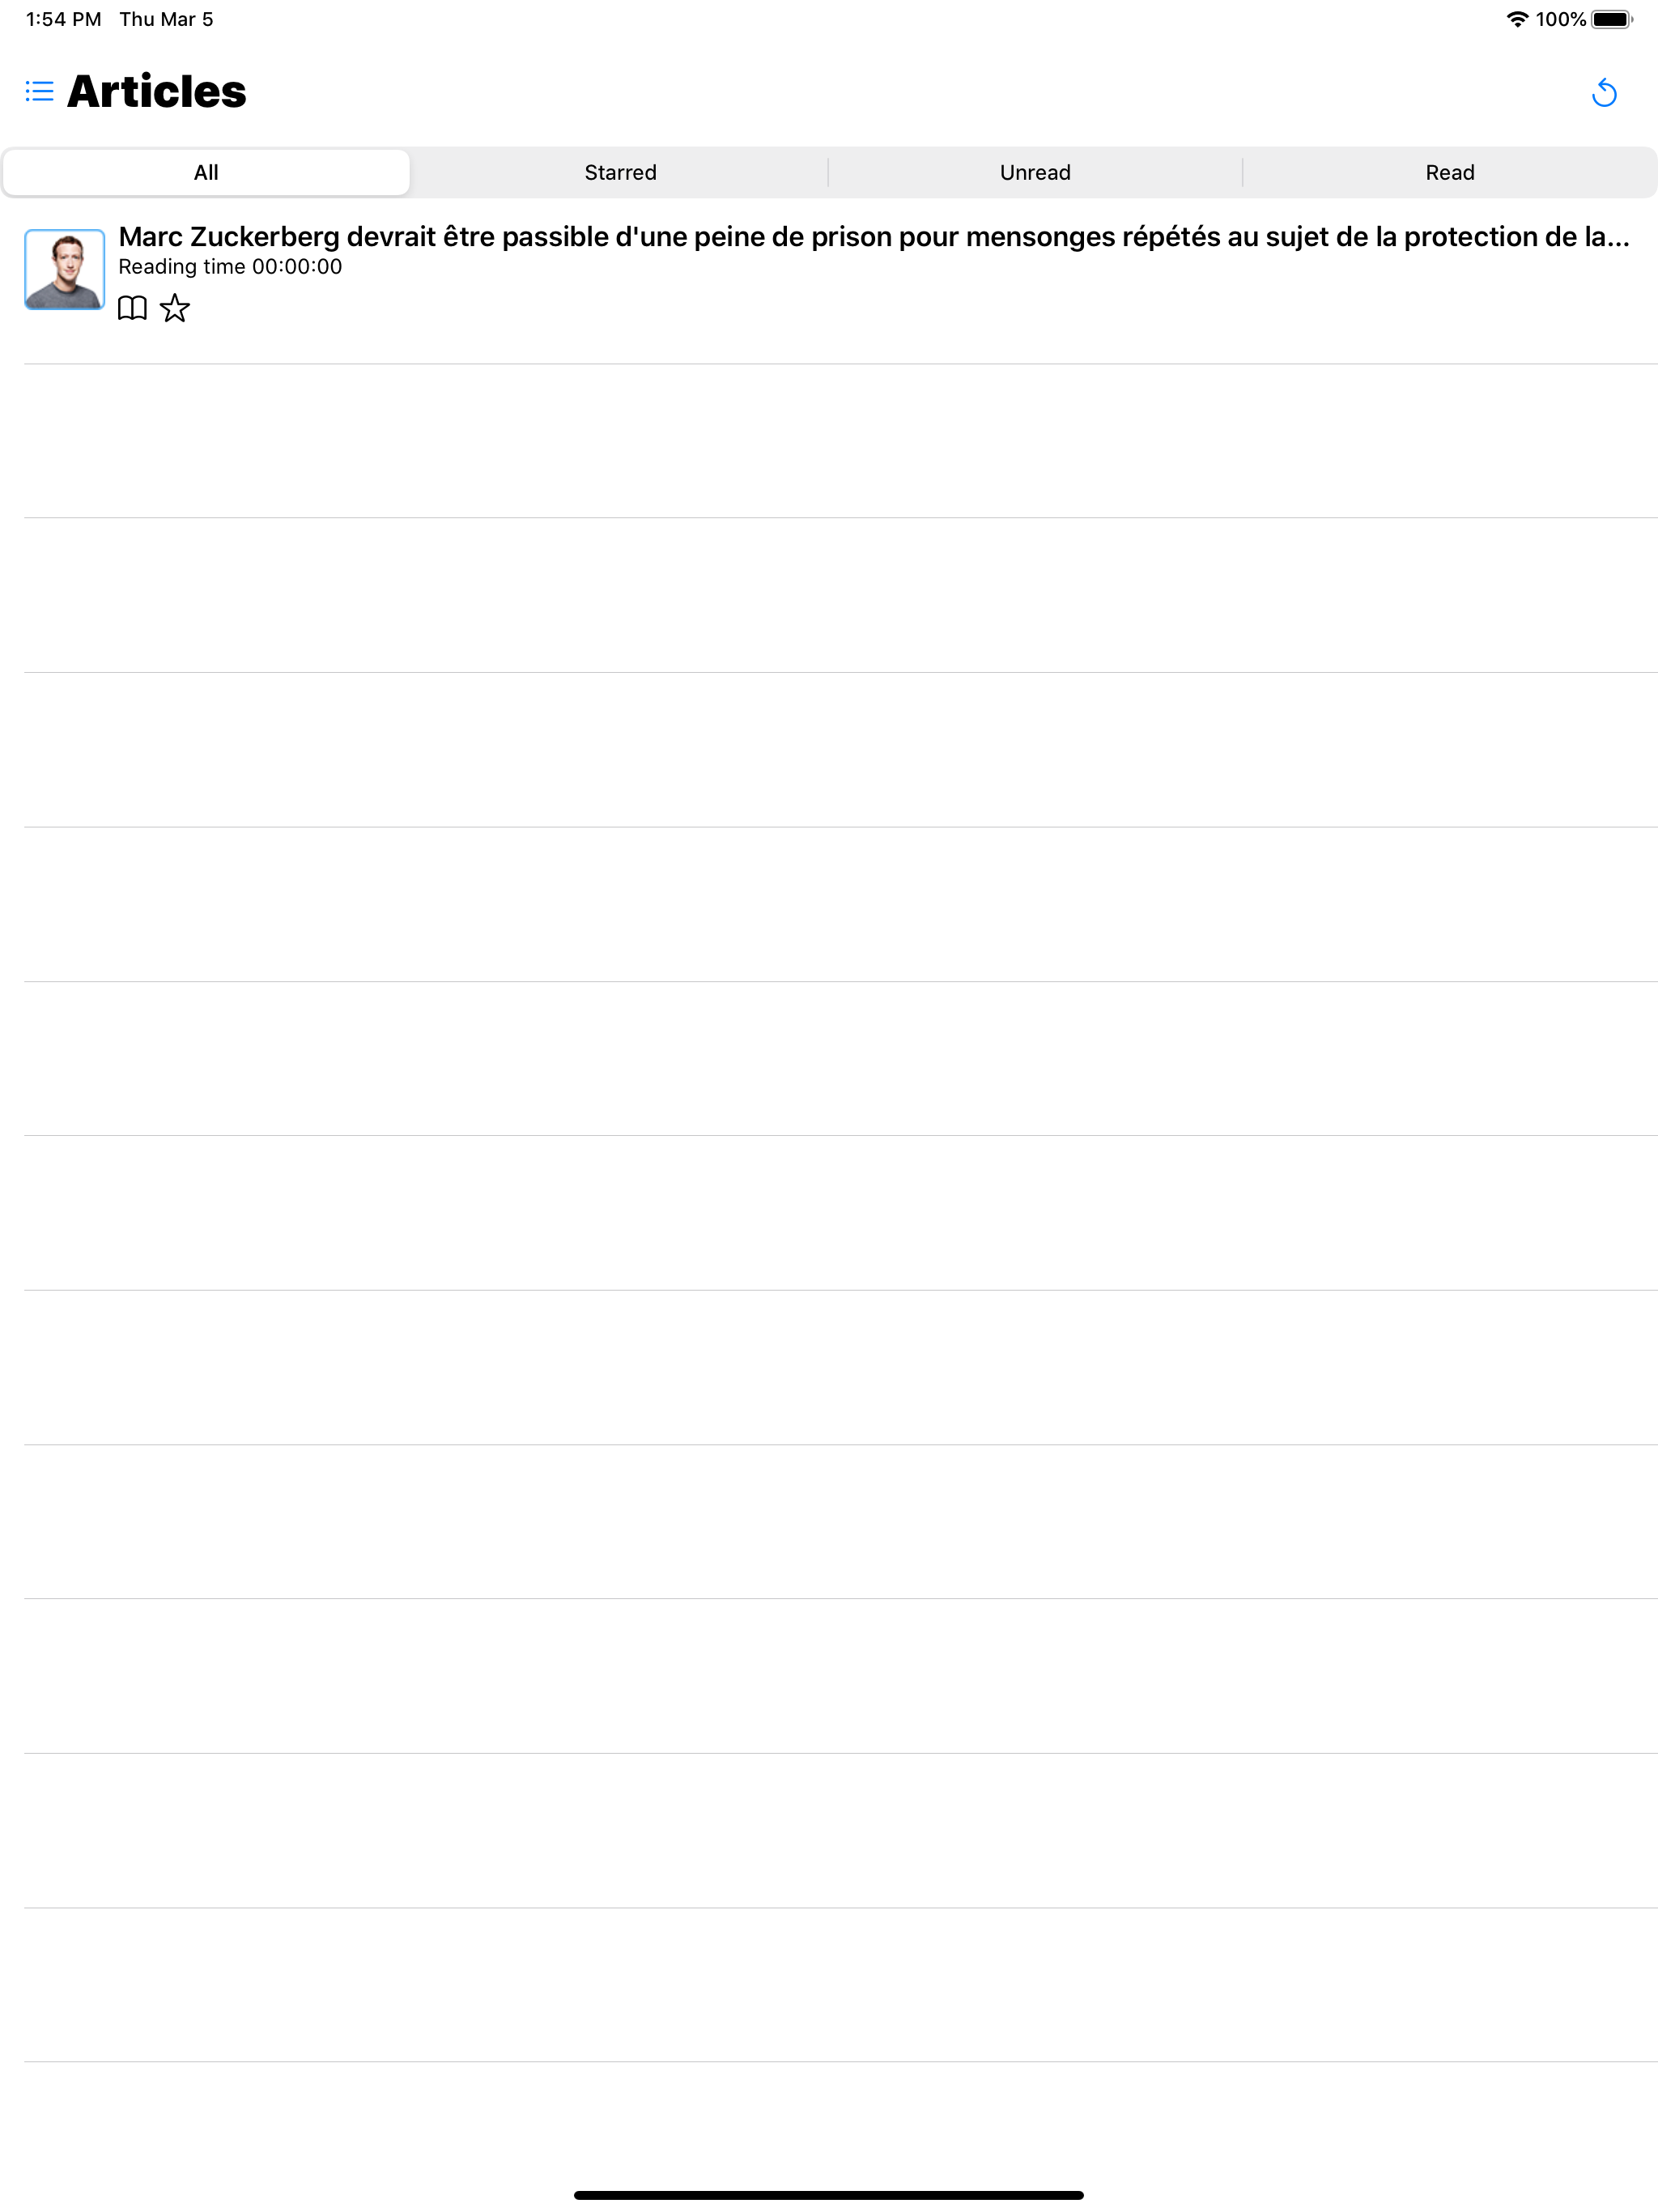 1:54 PM Thu Mar 5 100%
Articles
All Starred Unread Read
Marc Zuckerberg devrait être passible d'une peine de prison pour mensonges répétés au sujet de la protection de la...
Reading time 00:00:00